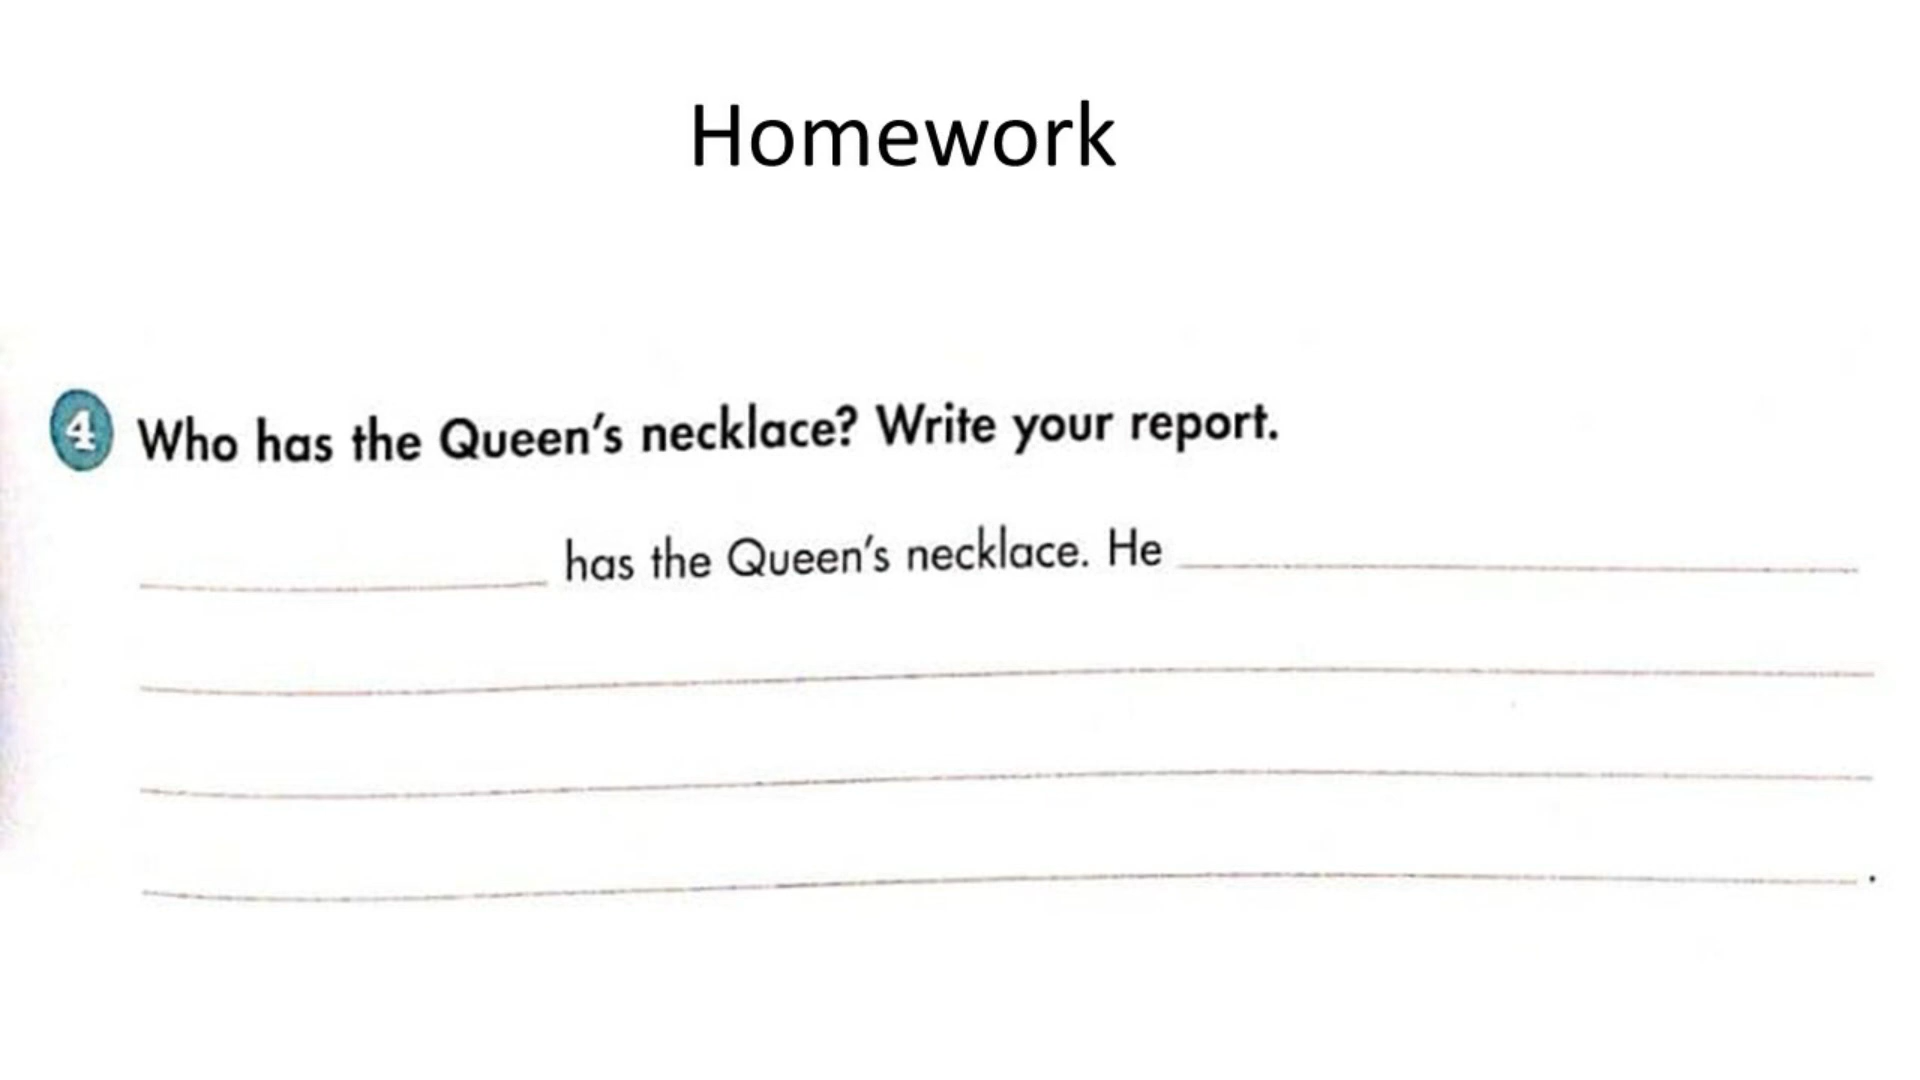 Homework
4 Who has the Queen's necklace? Write your report.
has the Queen's necklace. He
.